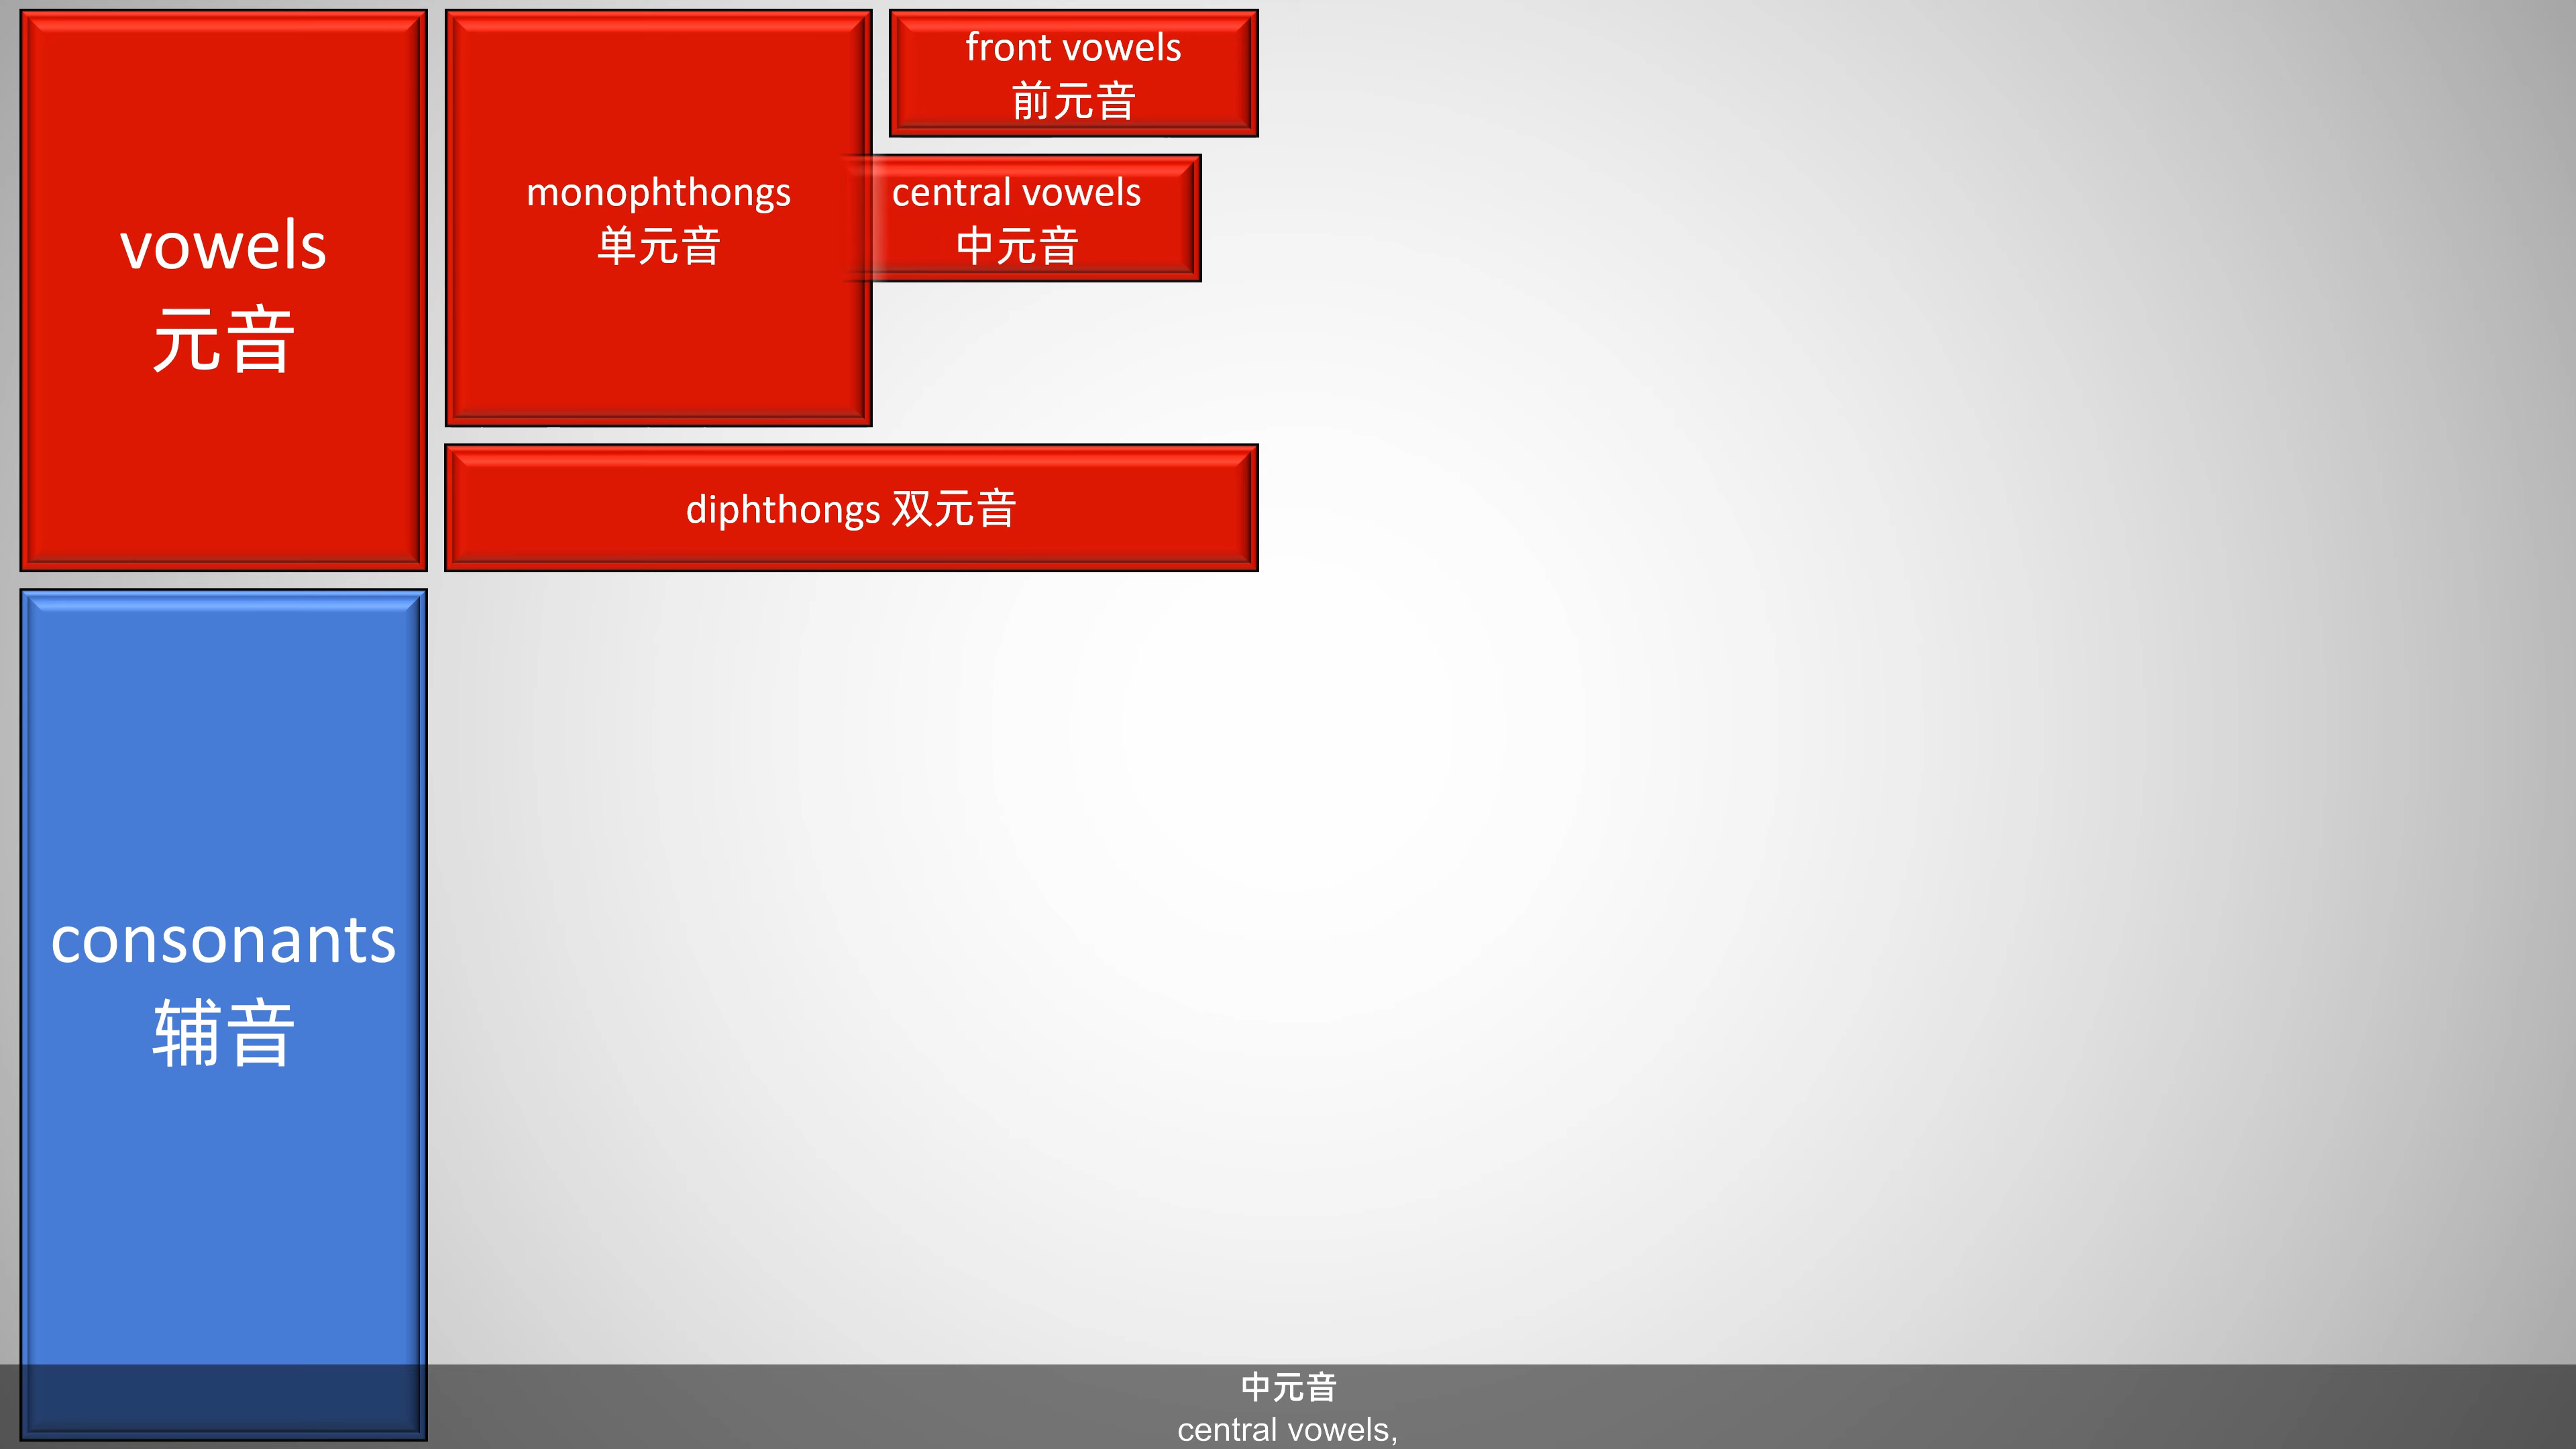 vowels
元音
monophthongs
单元音
front vowels
前元音
central vowels
中元音
diphthongs 双元音
consonants
辅音
中元音
central vowels,